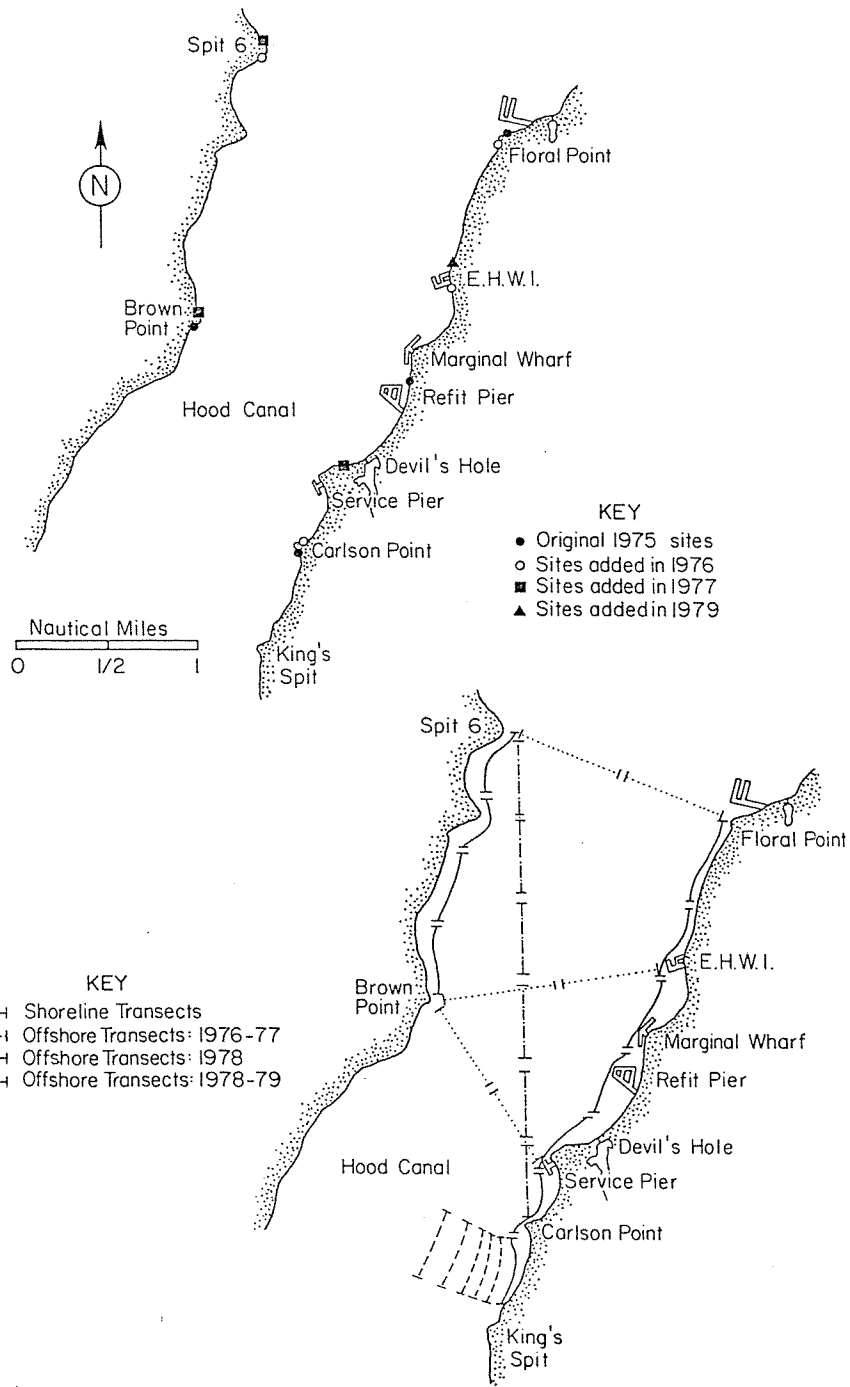 Spit 6
N
Floral Point
E.H.W.I.
Brown
Point
Marginal Wharf
Refit Pier
Hood Canal
Devil's Hole
Service Pier
Carlson Point
KEY
Original 1975 sites
Sites added in 1976
Sites added in 1977
Sites added in 1979
Nautical Miles
0 1/2 1
King's
Spit
Spit 6
Floral Point
E.H.W.I.
Brown
Point
KEY
Shoreline Transects
Offshore Transects: 1976-77
Offshore Transects: 1978
Offshore Transects: 1978-79
Marginal Wharf
Refit Pier
Devil's Hole
Hood Canal
Service Pier
Carlson Point
King's
Spit